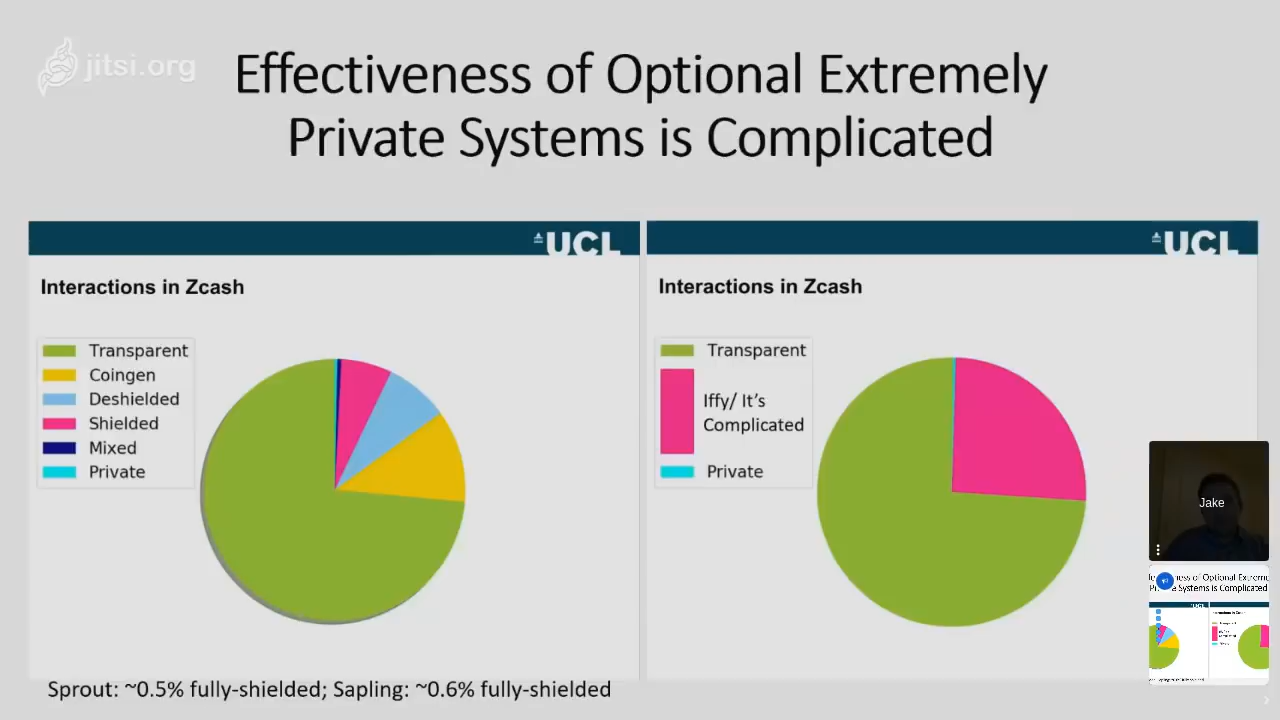 jitsi.org
Effectiveness of Optional Extremely
Private Systems is Complicated
UCL
Interactions in Zcash
Transparent
Coingen
Deshielded
Shielded
Mixed
Private
UCL
Interactions in Zcash
Transparent
Iffy/ It's
Complicated
Private
Jake
Sprout: ~0.5% fully-shielded; Sapling: ~0.6% fully-shielded